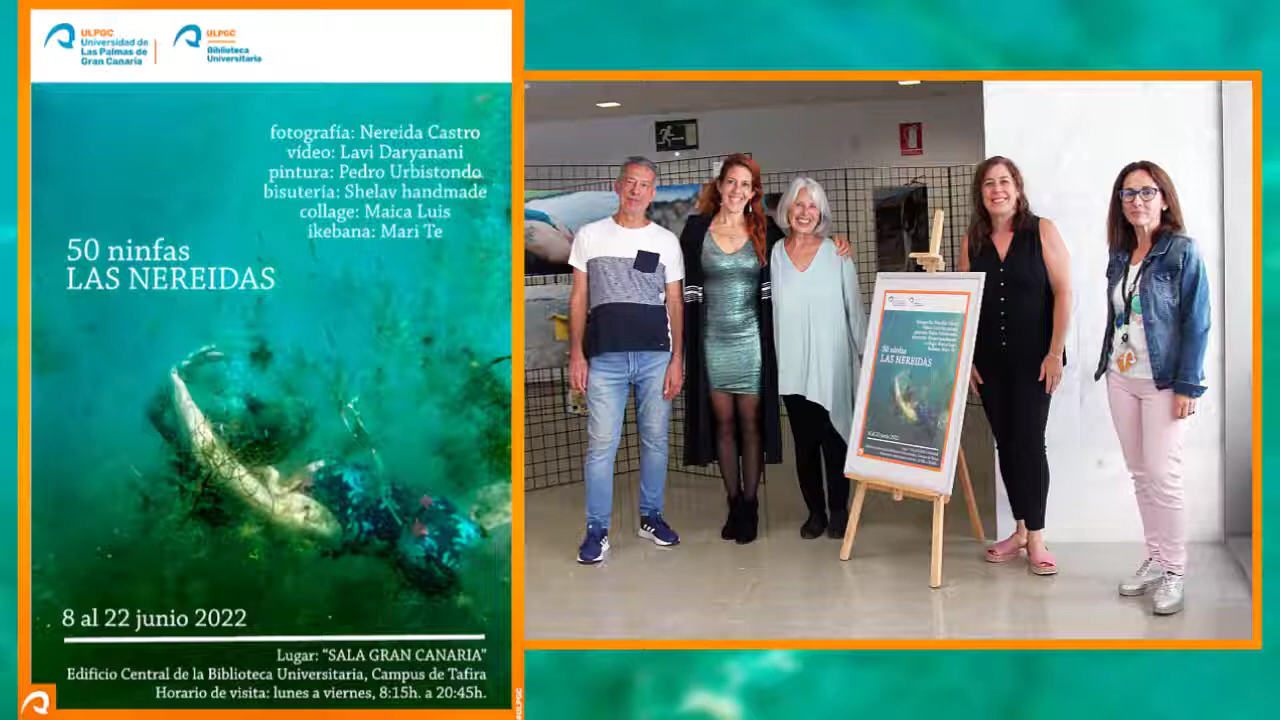 ULPGC
Universidad de
Las Palmas de
Gran Canaria
ULPGC
Biblioteca
Universitaria
fotografía: Nereida Castro
vídeo: Lavi Daryanani
pintura: Pedro Urbistondo
bisutería: Shelav handmade
collage: Maica Luis
ikebana: Mari Te
50 ninfas
LAS NEREIDAS
8 al 22 junio 2022
Lugar: "SALA GRAN CANARIA"
Edificio Central de la Biblioteca Universitaria, Campus de Tafira
Horario de visita: lunes a viernes, 8:15h. a 20:45h.
#ULPGC
50 ninfas
LAS NEREIDAS